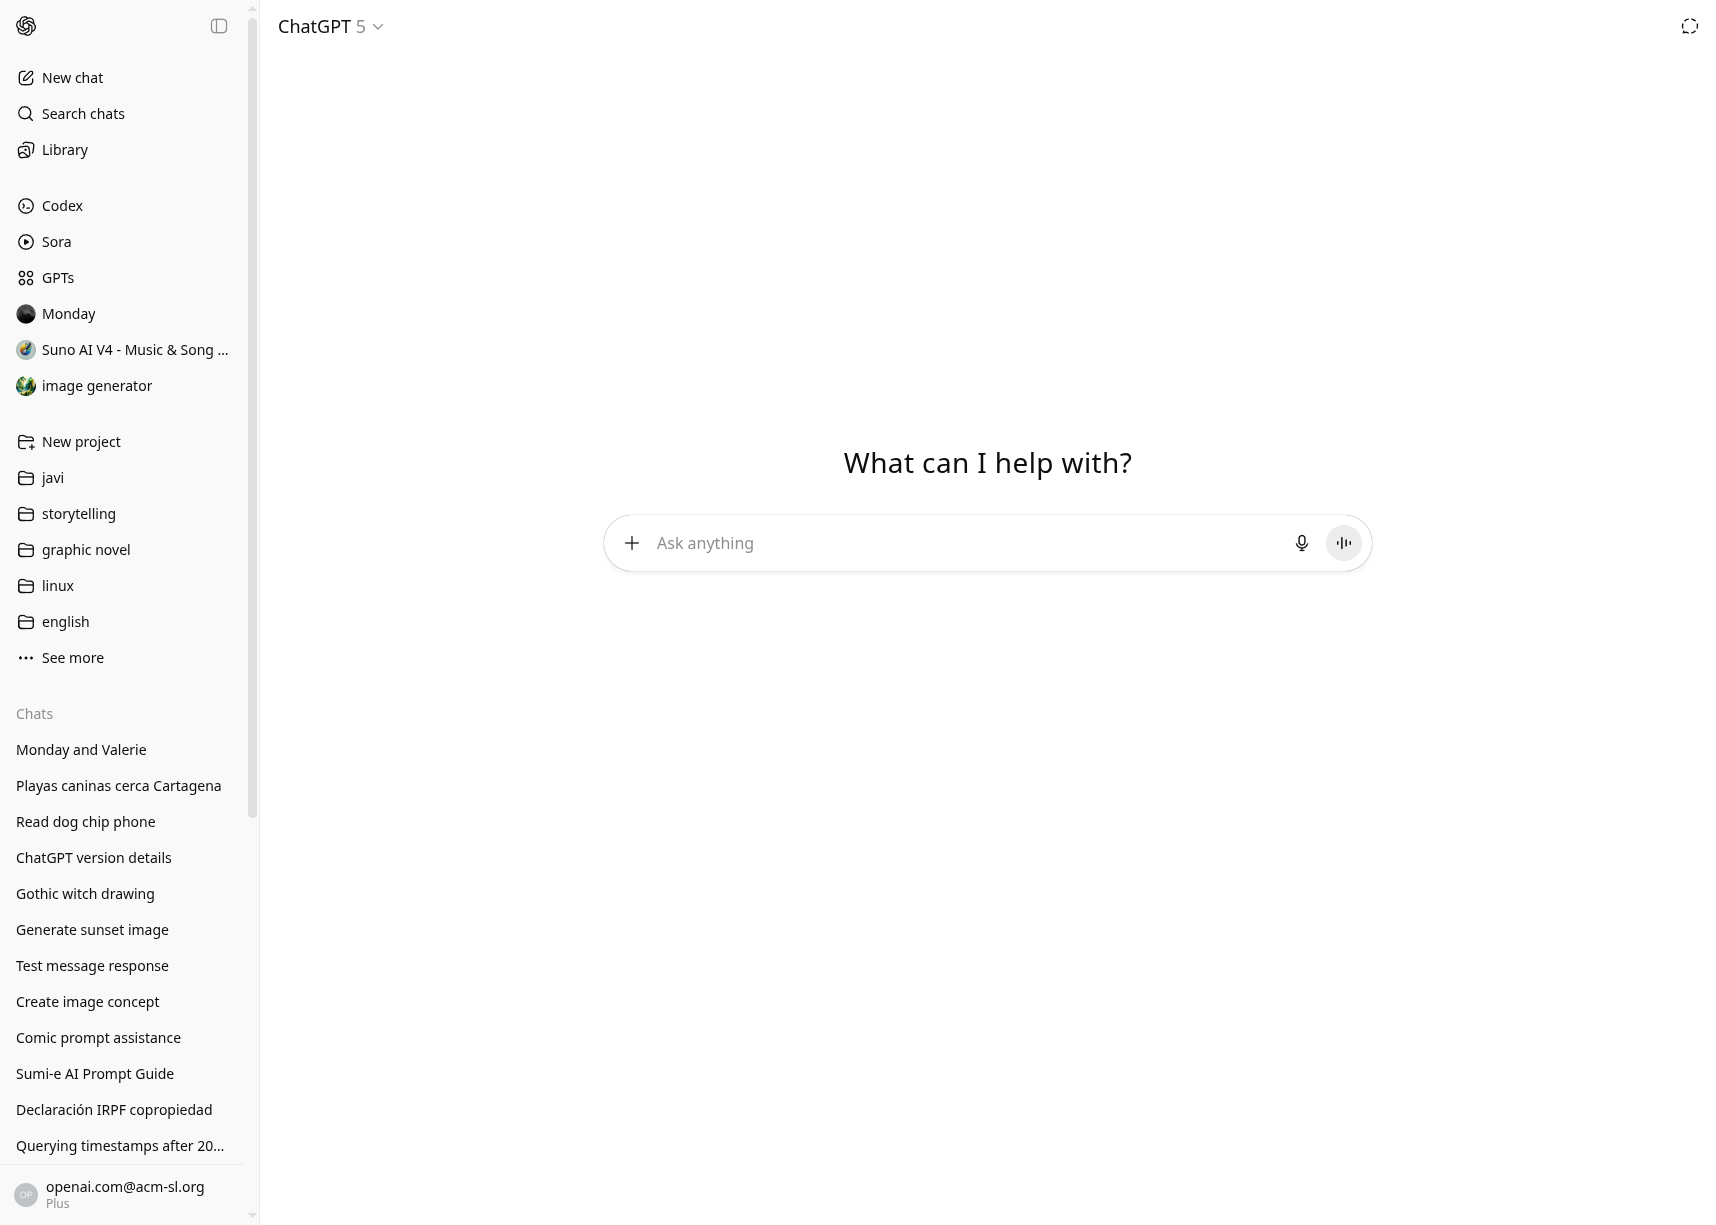 ChatGPT 5
New chat
Search chats
Library
Codex
Sora
GPTs
Monday
Suno AI V4 - Music & Song ...
image generator
New project
javi
storytelling
graphic novel
linux
english
See more
Chats
Monday and Valerie
Playas caninas cerca Cartagena
Read dog chip phone
ChatGPT version details
Gothic witch drawing
Generate sunset image
Test message response
Create image concept
Comic prompt assistance
Sumi-e AI Prompt Guide
Declaración IRPF copropiedad
Querying timestamps after 20...
OP
openai.com@acm-sl.org
Plus
What can I help with?
Ask anything